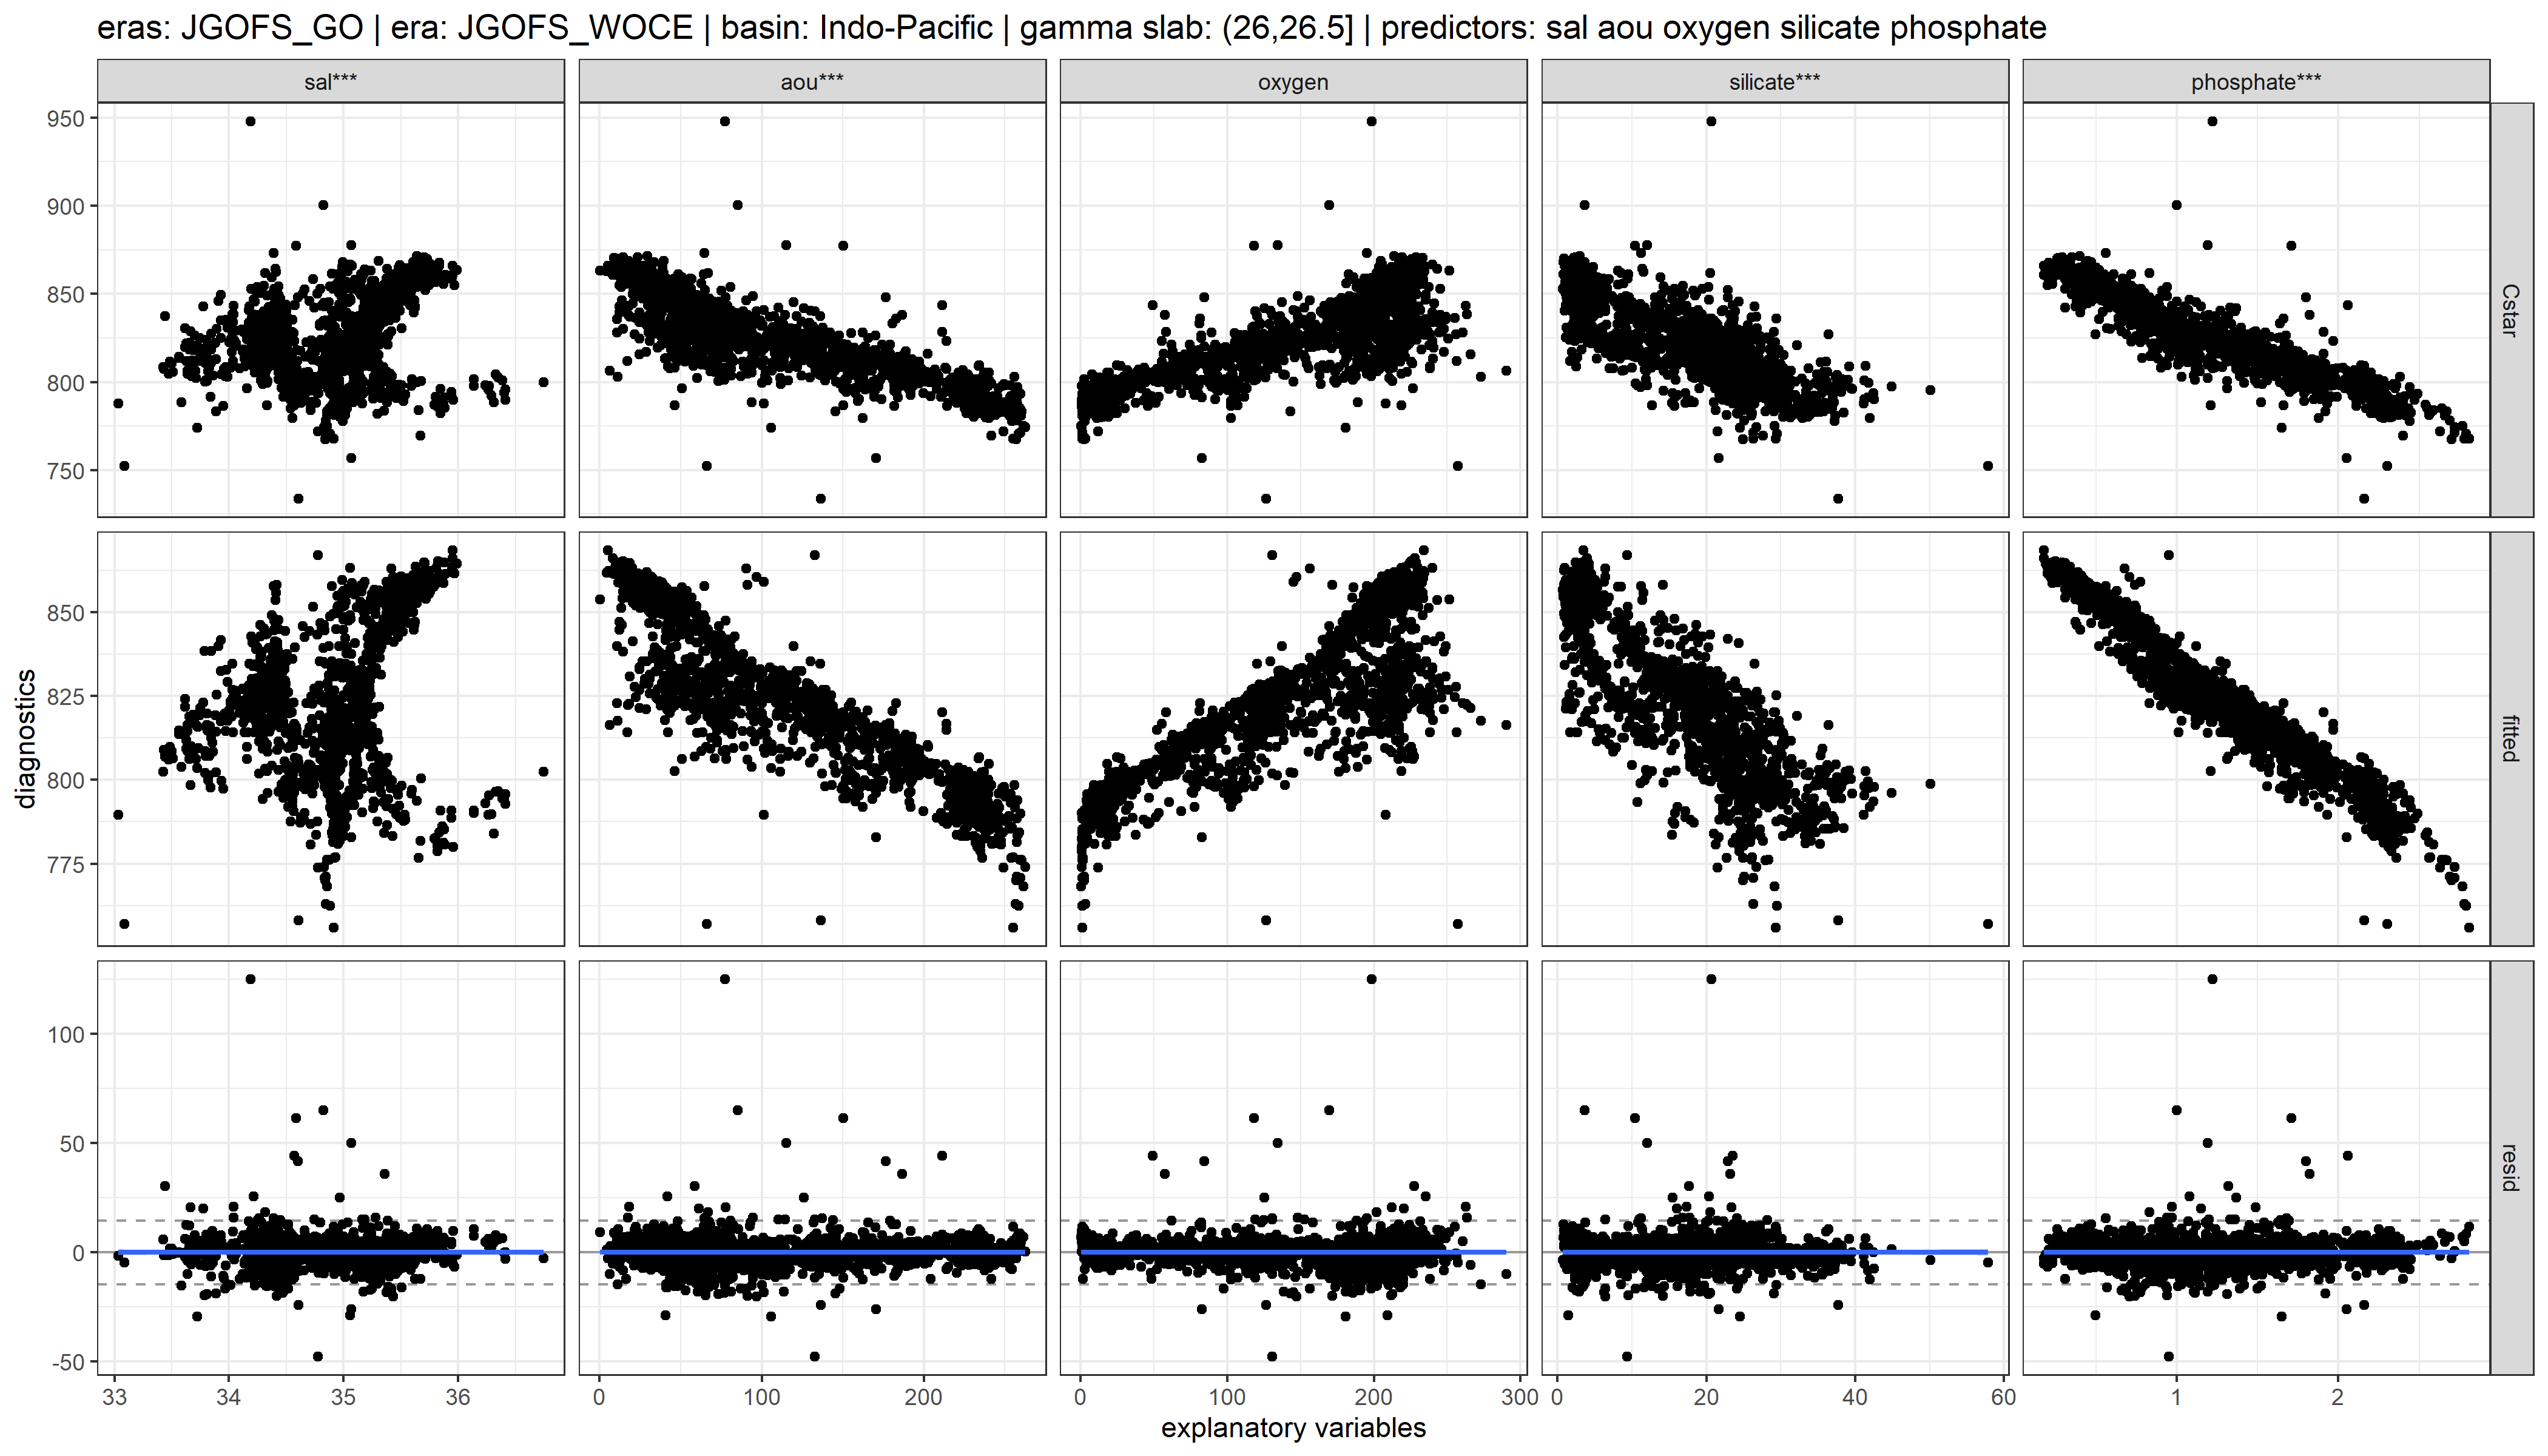 eras: JGOFS_GO | era: JGOFS_WOCE | basin: Indo-Pacific | gamma slab: (26,26.5] | predictors: sal aou oxygen silicate phosphate
sal*** aou*** oxygen silicate*** phosphate***
950
900
850
800
750
Cstar
850
825
800
775
fitted
diagnostics
100
50
0
-50
resid
33 34 35 36 0 100 200 0 100 200 300 0 20 40 60 1 2
explanatory variables